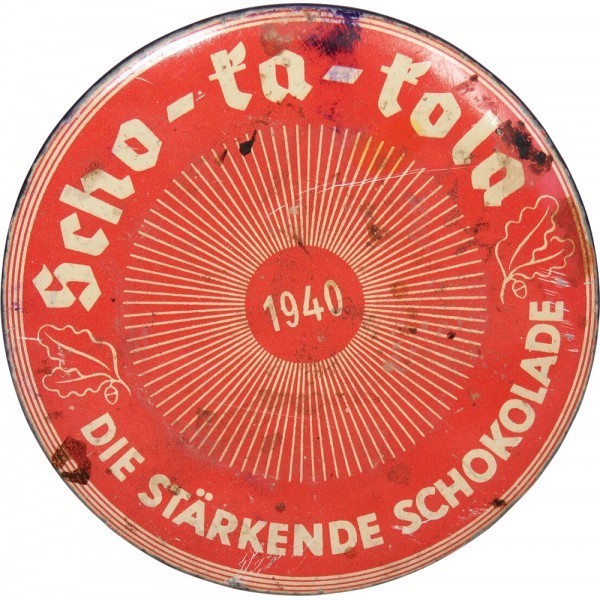 Scho-ka-kola
1940
DIE STÄRKENDE SCHOKOLADE